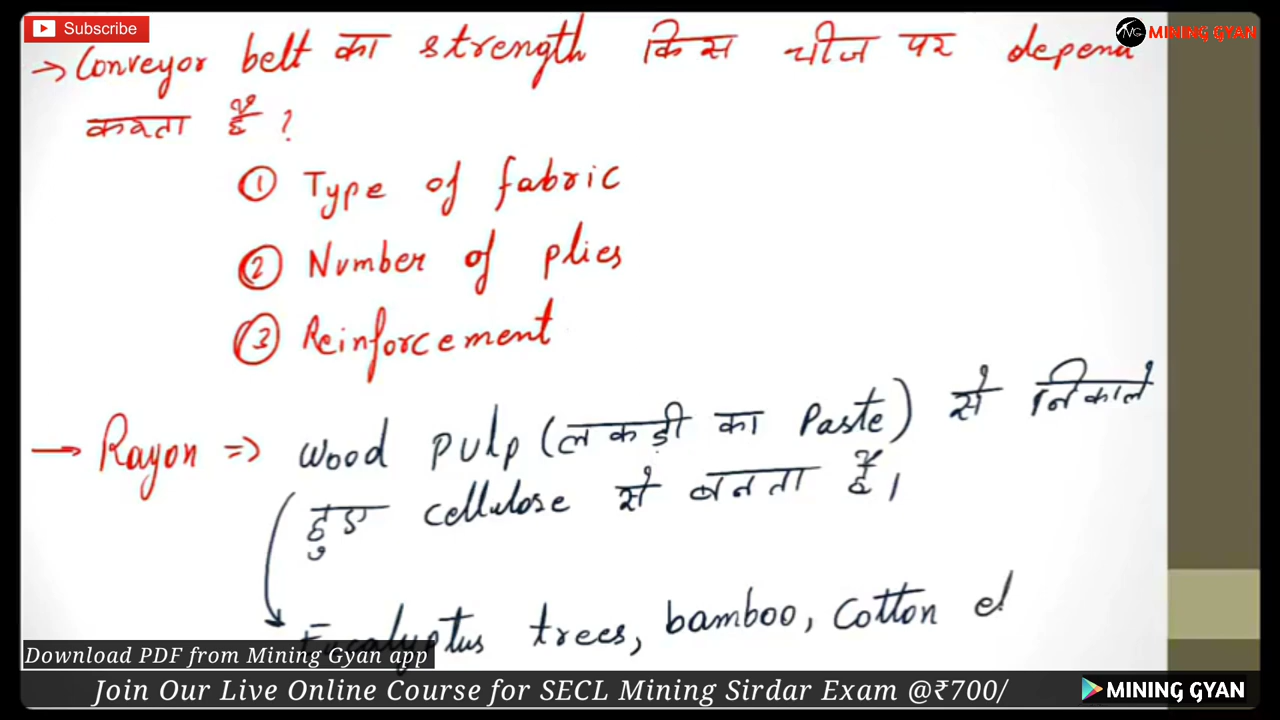 Subscribe
MINING GYAN
→ Conveyor belt का strength किस चीज पर depend
करता है ?
① Type of fabric
② Number of plies
③ Reinforcement
→ Rayon => wood pulp (लकड़ी का Paste) से निकाले
हुए cellulose से बनता है।
Eucalyptus trees, bamboo, Cotton et
Download PDF from Mining Gyan app
Join Our Live Online Course for SECL Mining Sirdar Exam @₹700/
MINING GYAN